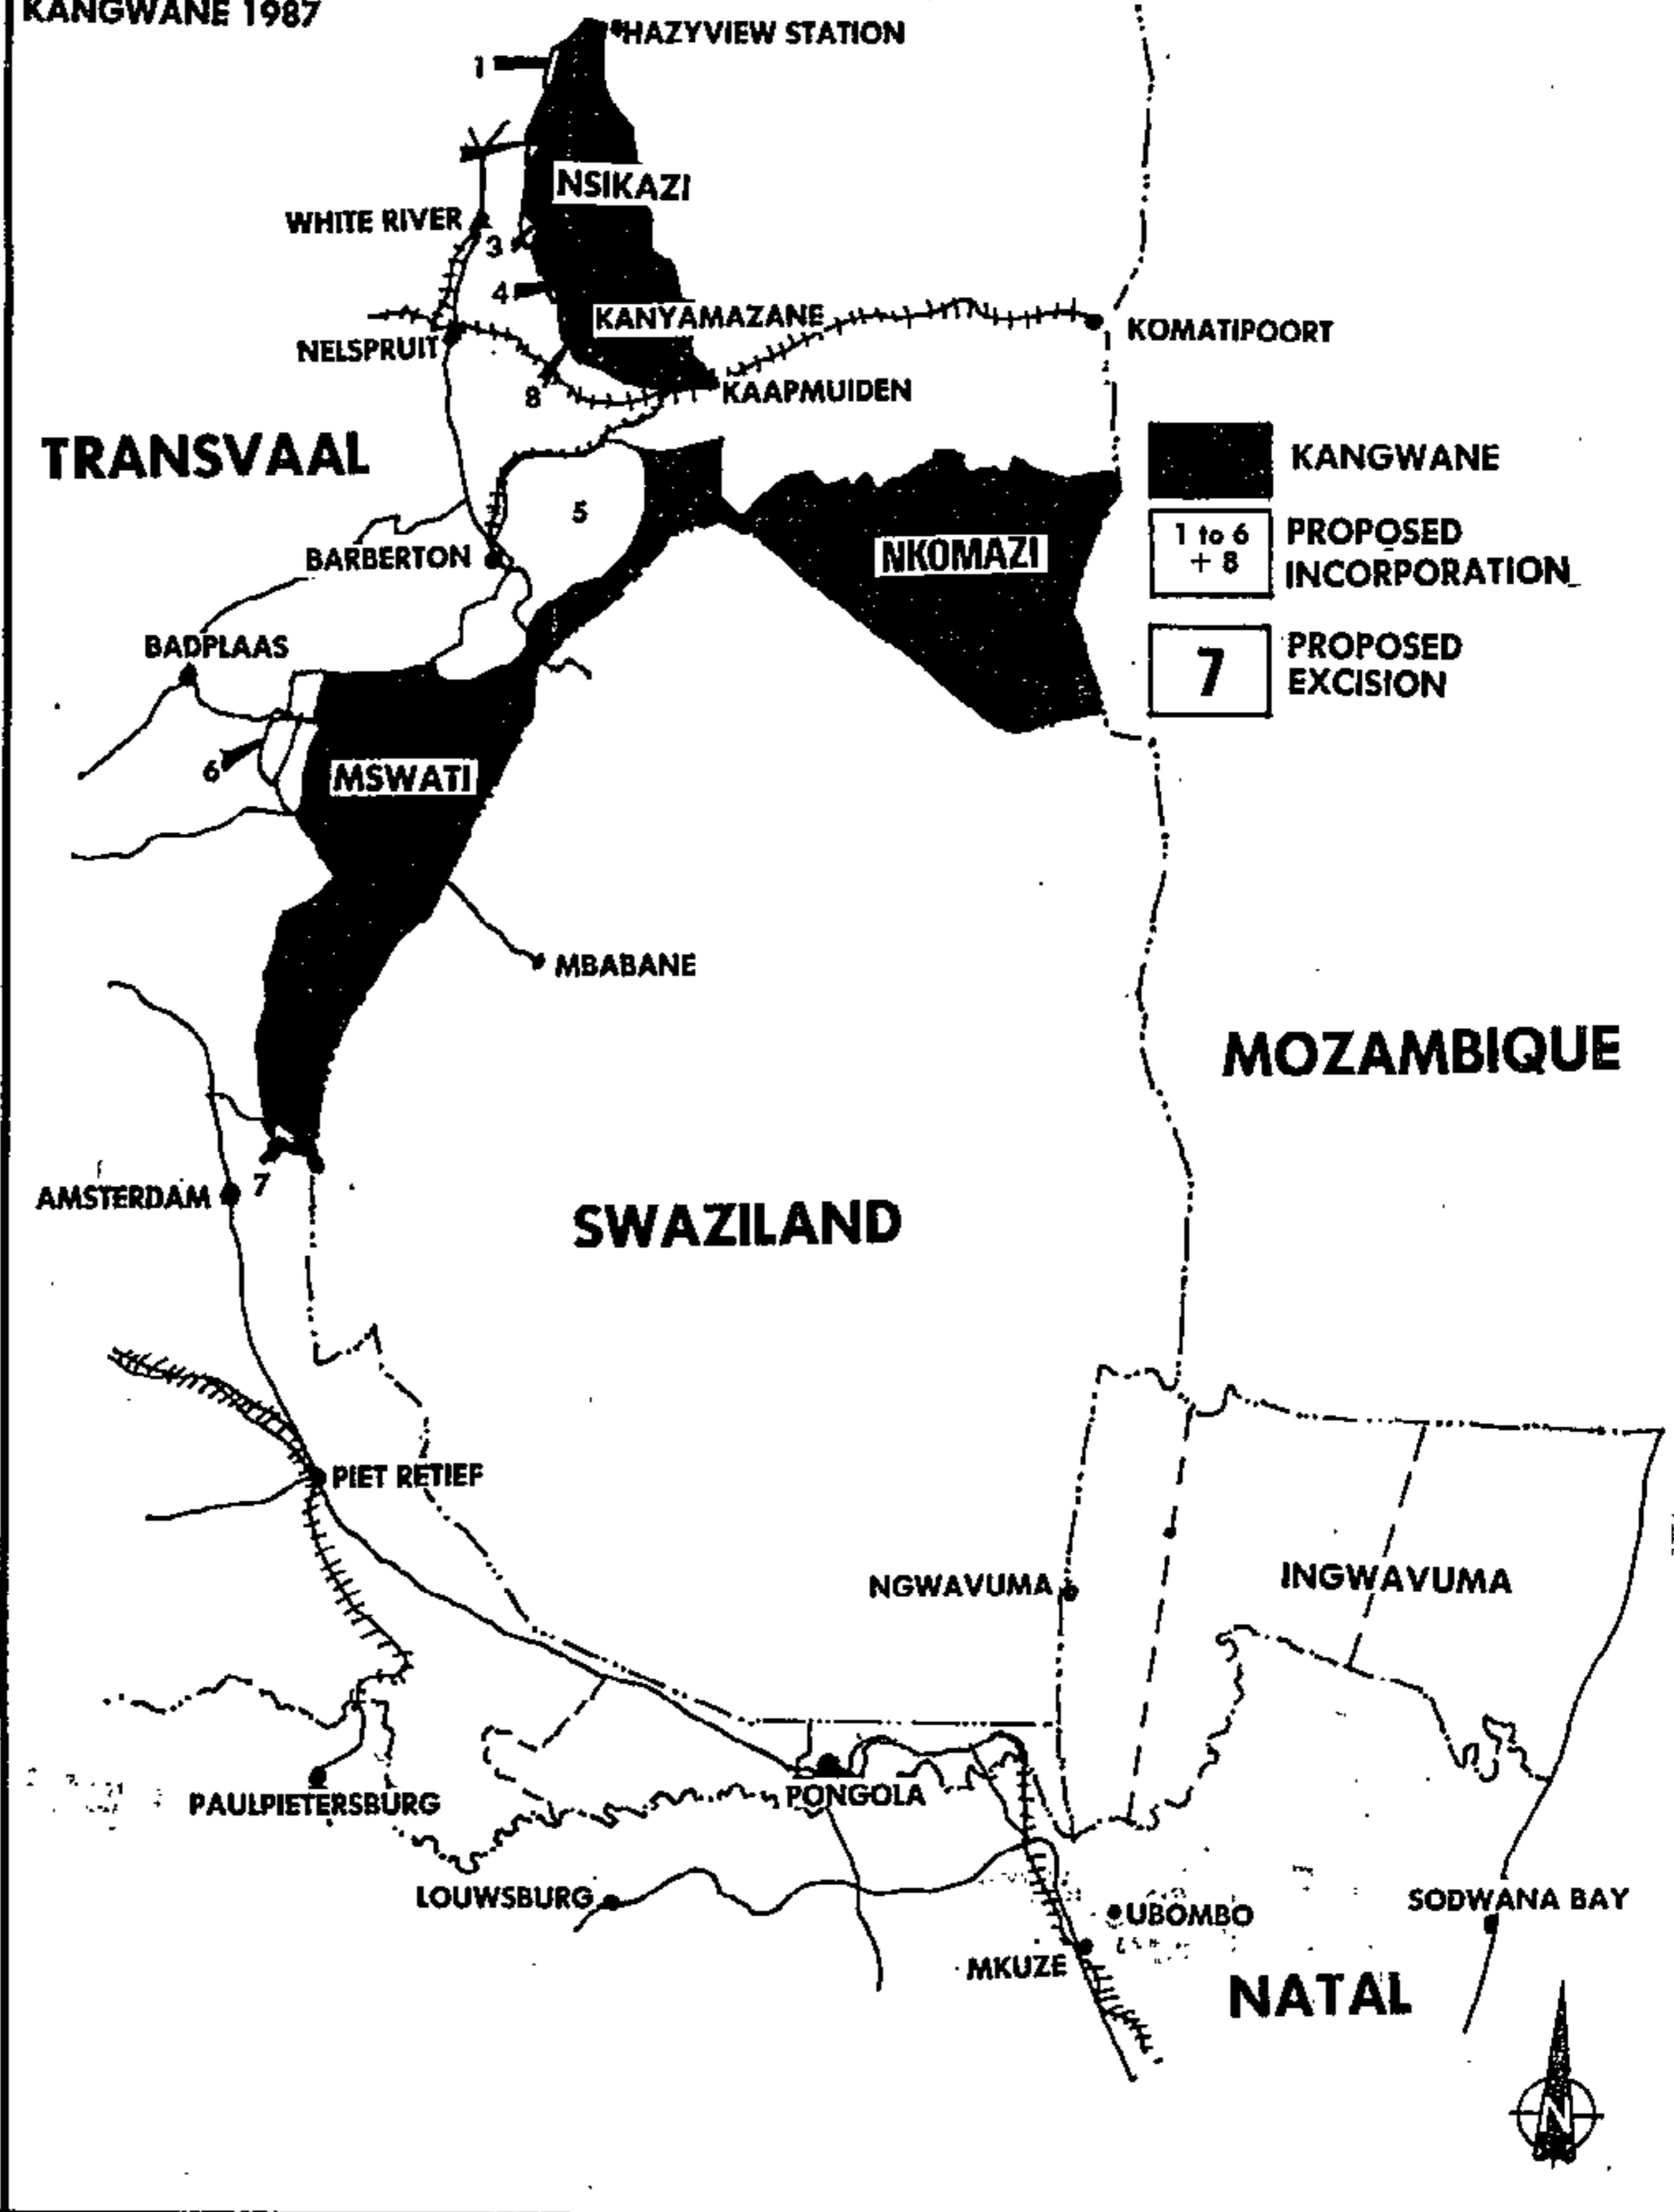 KANGWANE 1987
HAZYVIEW STATION
1
NSIKAZI
WHITE RIVER
3
4
KANYAMAZANE
KOMATIPOORT
NELSPRUIT
8
KAAPMUIDEN
TRANSVAAL
KANGWANE
5
1 to 6
+ 8
PROPOSED
INCORPORATION
BARBERTON
NKOMAZI
BADPLAAS
7
PROPOSED
EXCISION
6
MSWATI
MBABANE
MOZAMBIQUE
7
AMSTERDAM
SWAZILAND
PIET RETIEF
NGWAVUMA
INGWAVUMA
PONGOLA
PAULPIETERSBURG
LOUWSBURG
SODWANA BAY
UBOMBO
MKUZE
NATAL
N